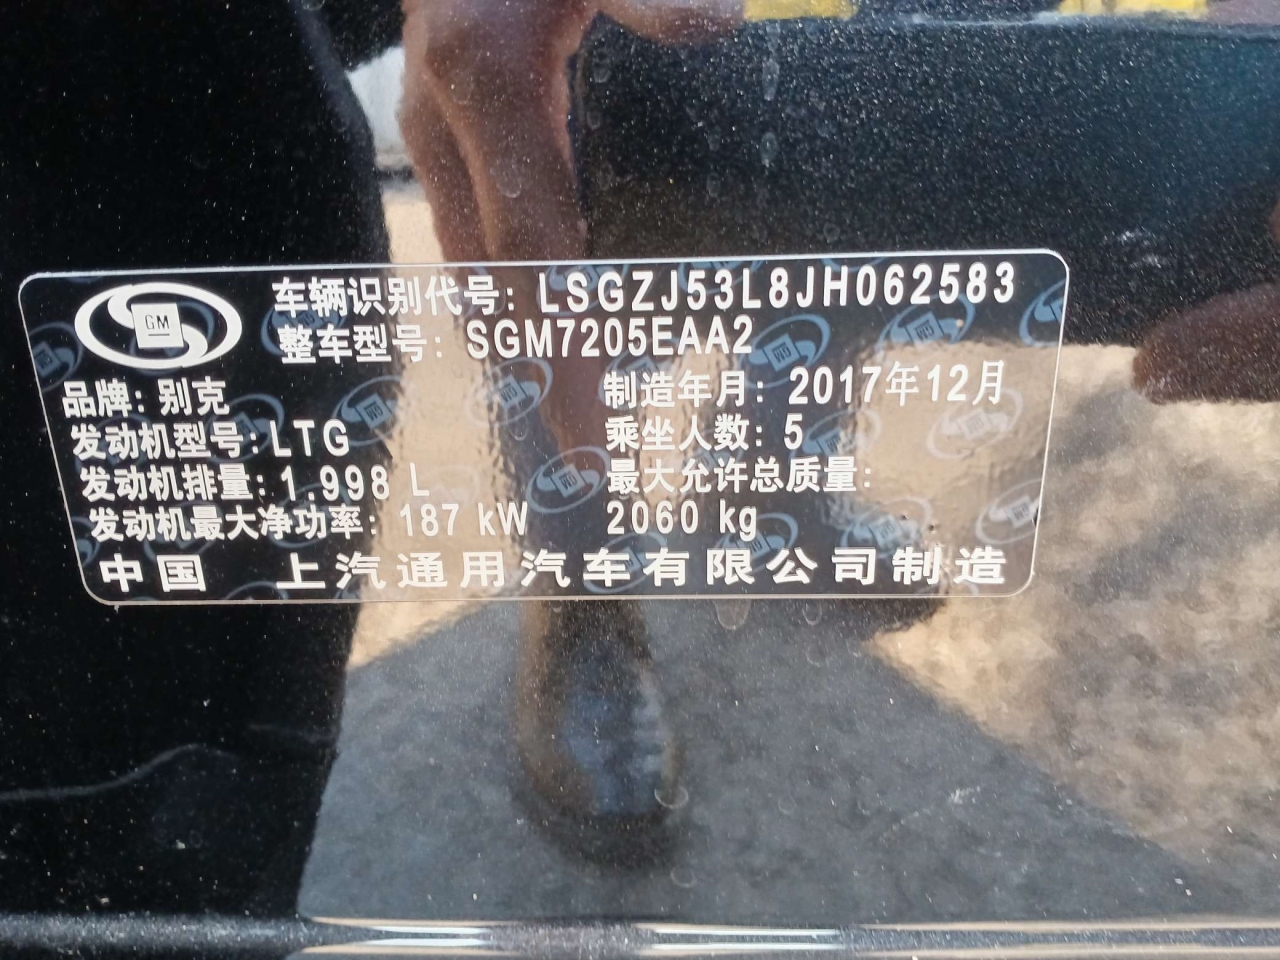 GM
车辆识别代号: LSGZJ53L8JH062583
整车型号: SGM7205EAA2
品牌: 别克
制造年月: 2017年12月
发动机型号: LTG
乘坐人数: 5
发动机排量: 1.998 L
最大允许总质量:
发动机最大净功率: 187 kW
2060 kg
中国 上汽通用汽车有限公司制造